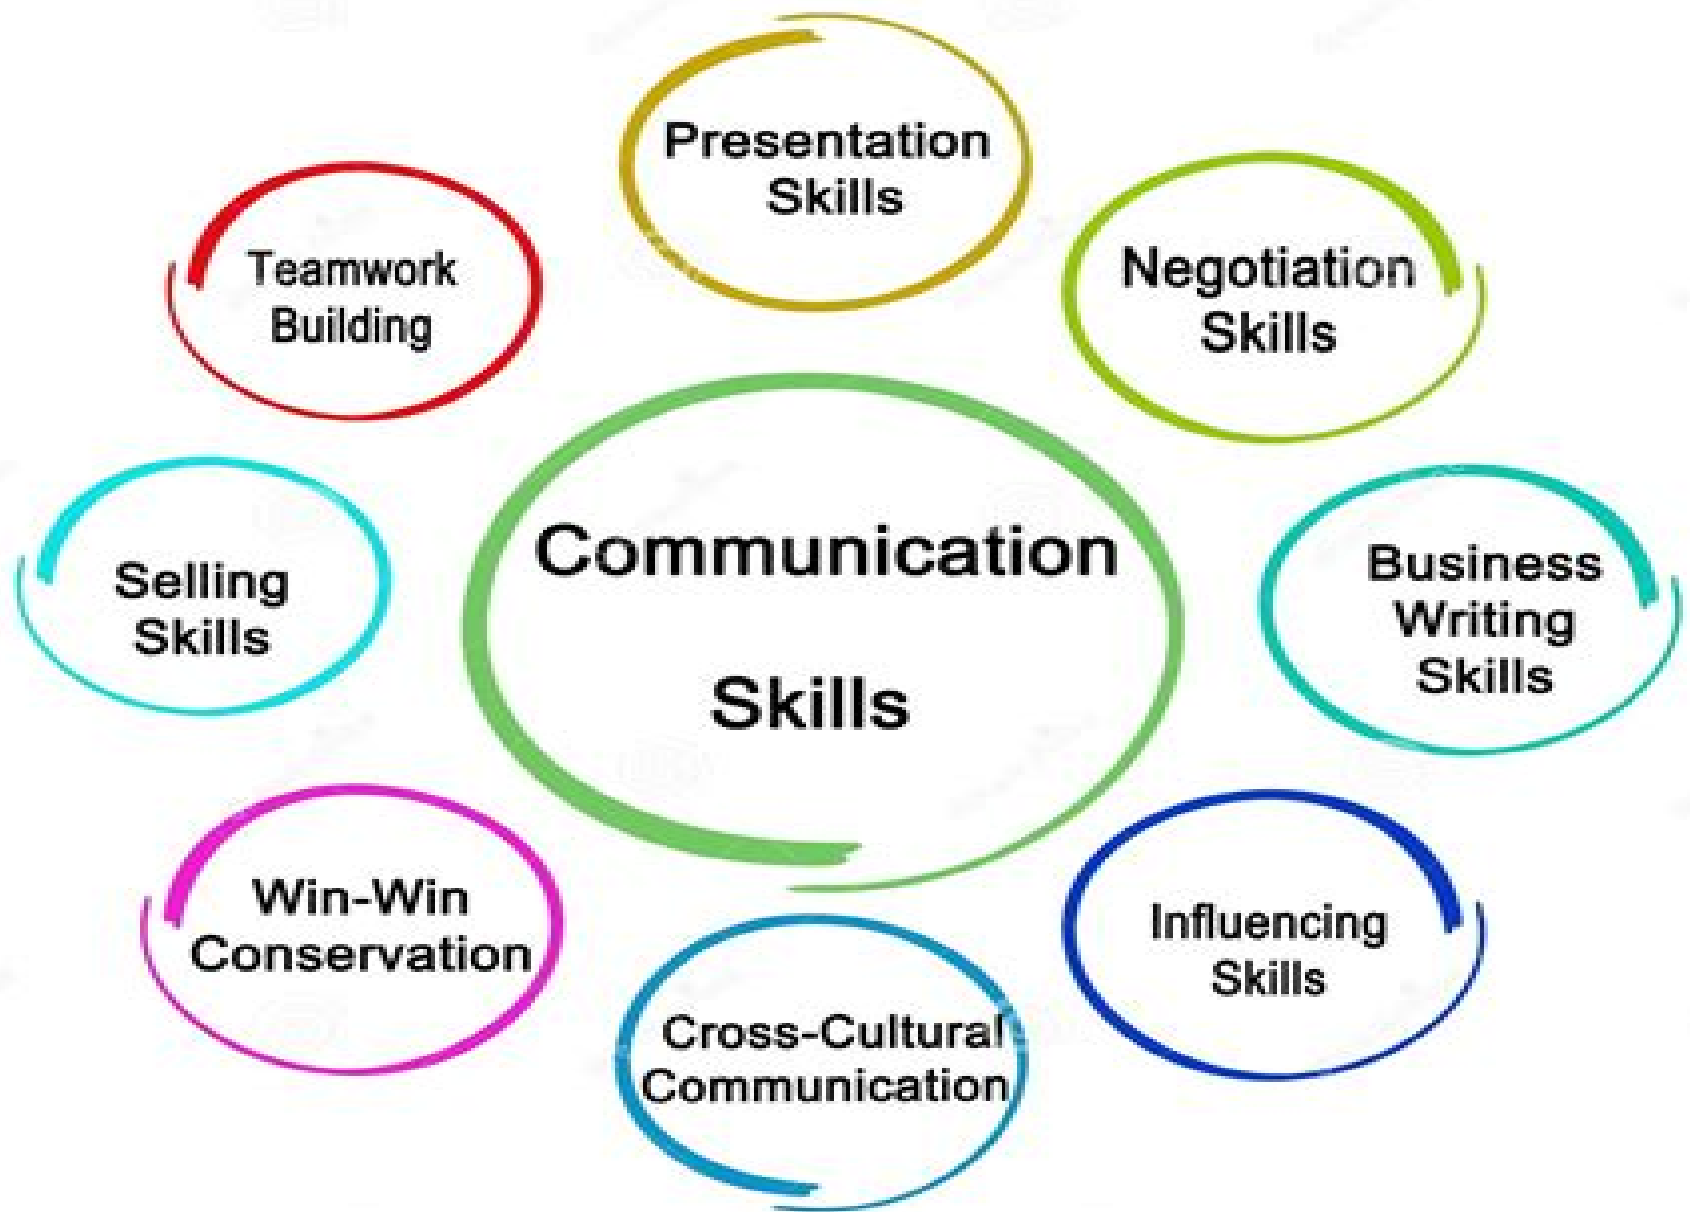 Presentation
Skills
Teamwork
Building
Negotiation
Skills
Selling
Skills
Communication
Skills
Business
Writing
Skills
Win-Win
Conservation
Influencing
Skills
Cross-Cultural
Communication